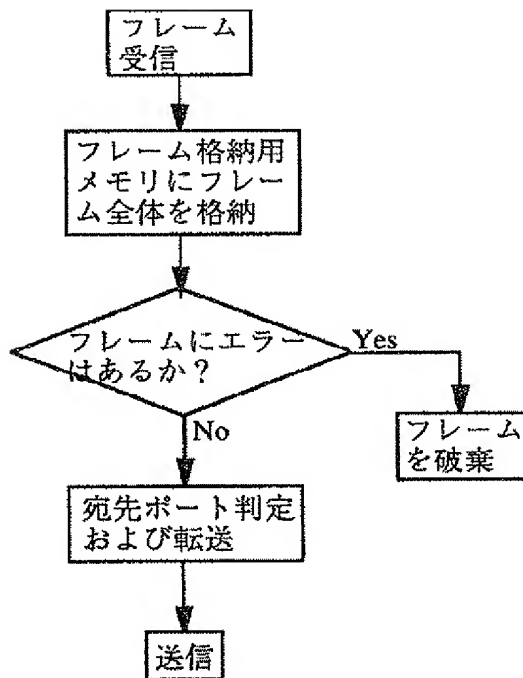 フレーム
受信
フレーム格納用
メモリにフレー
ム全体を格納
フレームにエラー
はあるか？
Yes
No
フレーム
を破棄
宛先ポート判定
および転送
送信